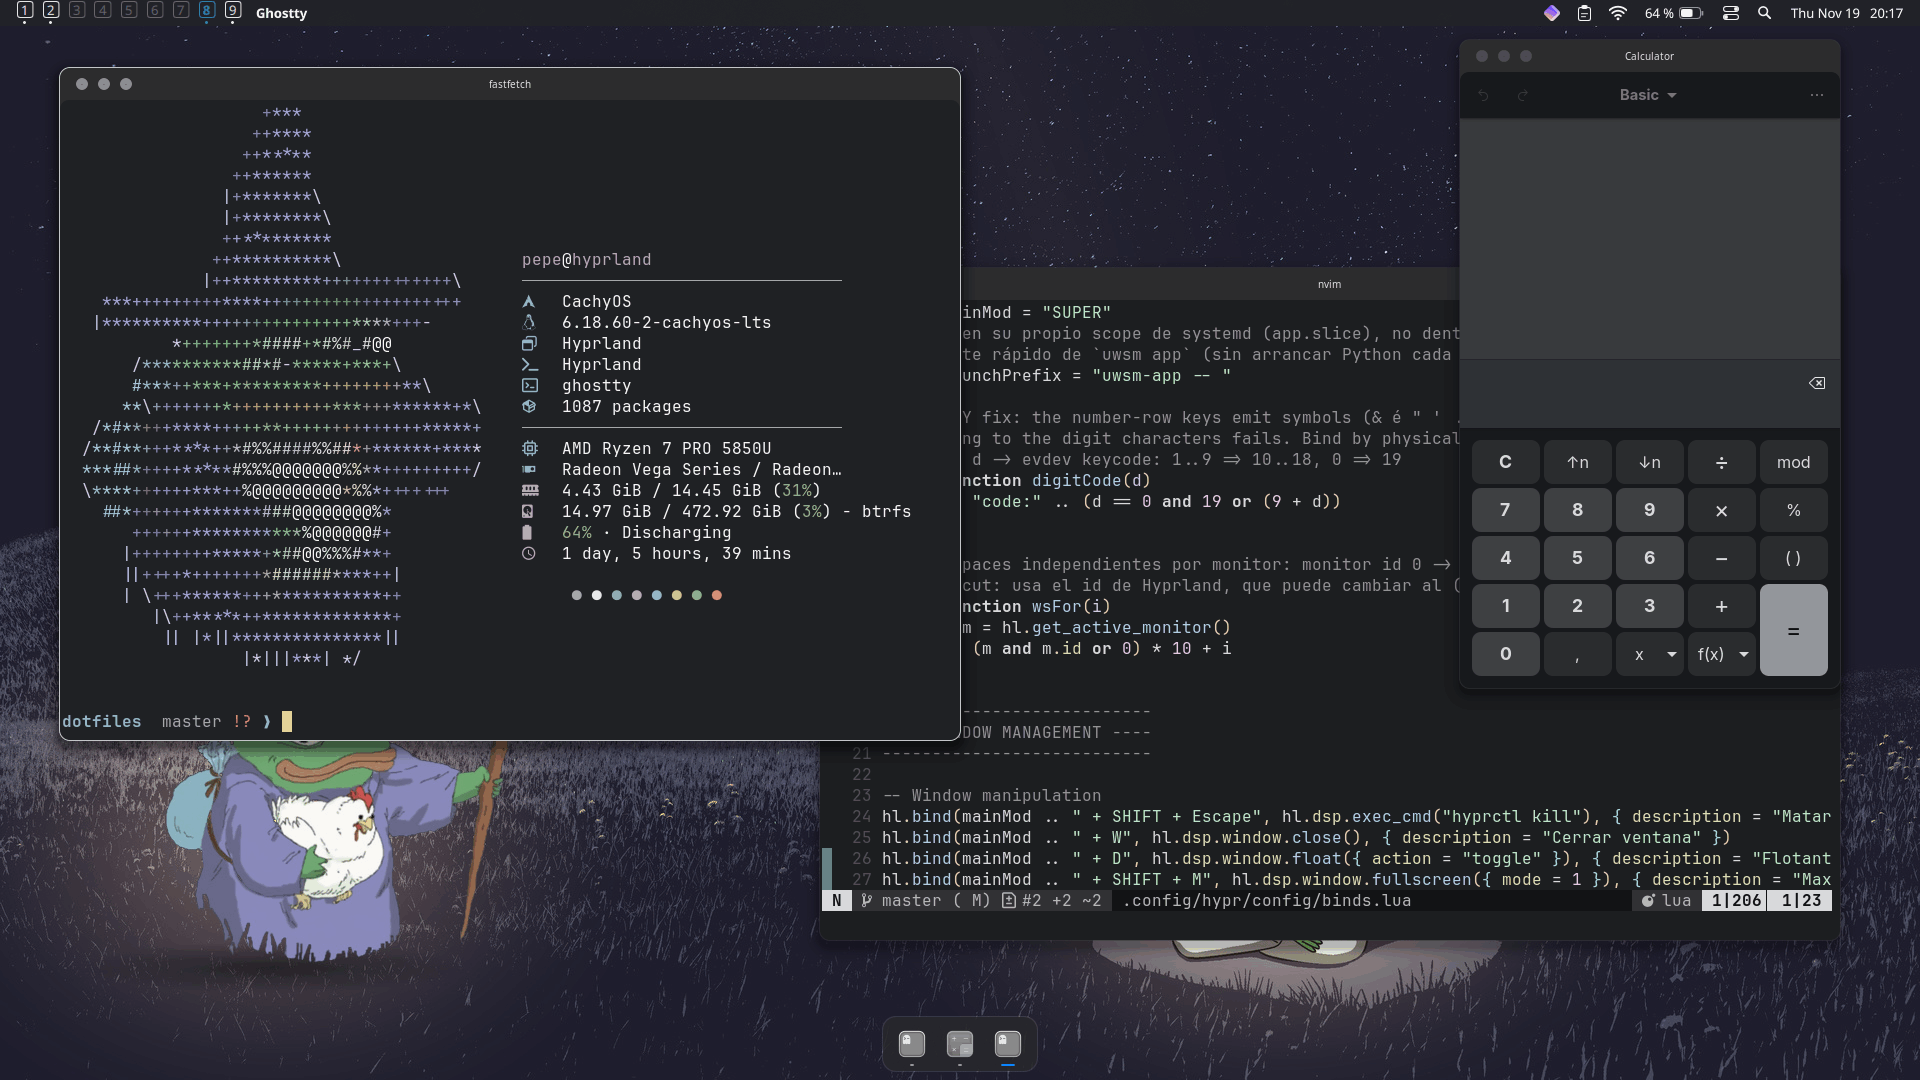 1 2 3 4 5 6 7 8 9 Ghostty
64 % Thu Nov 19 20:17
fastfetch
pepe@hyprland
CachyOS
6.18.60-2-cachyos-lts
Hyprland
Hyprland
ghostty
1087 packages
AMD Ryzen 7 PRO 5850U
Radeon Vega Series / Radeon…
4.43 GiB / 14.45 GiB (31%)
14.97 GiB / 472.92 GiB (3%) - btrfs
64% · Discharging
1 day, 5 hours, 39 mins
dotfiles master !? ❯
nvim
inMod = "SUPER"
en su propio scope de systemd (app.slice), no dent
te rápido de `uwsm app` (sin arrancar Python cada
unchPrefix = "uwsm-app -- "
Y fix: the number-row keys emit symbols (& é " '
ng to the digit characters fails. Bind by physical
d -> evdev keycode: 1..9 => 10..18, 0 => 19
nction digitCode(d)
"code:" .. (d == 0 and 19 or (9 + d))
paces independientes por monitor: monitor id 0 ->
cut: usa el id de Hyprland, que puede cambiar al (
nction wsFor(i)
m = hl.get_active_monitor()
(m and m.id or 0) * 10 + i
-------------------
DOW MANAGEMENT ----
21 ---------------------------
22
23 -- Window manipulation
24 hl.bind(mainMod .. " + SHIFT + Escape", hl.dsp.exec_cmd("hyprctl kill"), { description = "Matar
25 hl.bind(mainMod .. " + W", hl.dsp.window.close(), { description = "Cerrar ventana" })
26 hl.bind(mainMod .. " + D", hl.dsp.window.float({ action = "toggle" }), { description = "Flotant
27 hl.bind(mainMod .. " + SHIFT + M", hl.dsp.window.fullscreen({ mode = 1 }), { description = "Max
N master ( M) #2 +2 ~2 .config/hypr/config/binds.lua lua 1|206 1|23
Calculator
Basic
C ↑n ↓n ÷ mod
7 8 9 × %
4 5 6 − ( )
1 2 3 +
=
0 , x f(x)